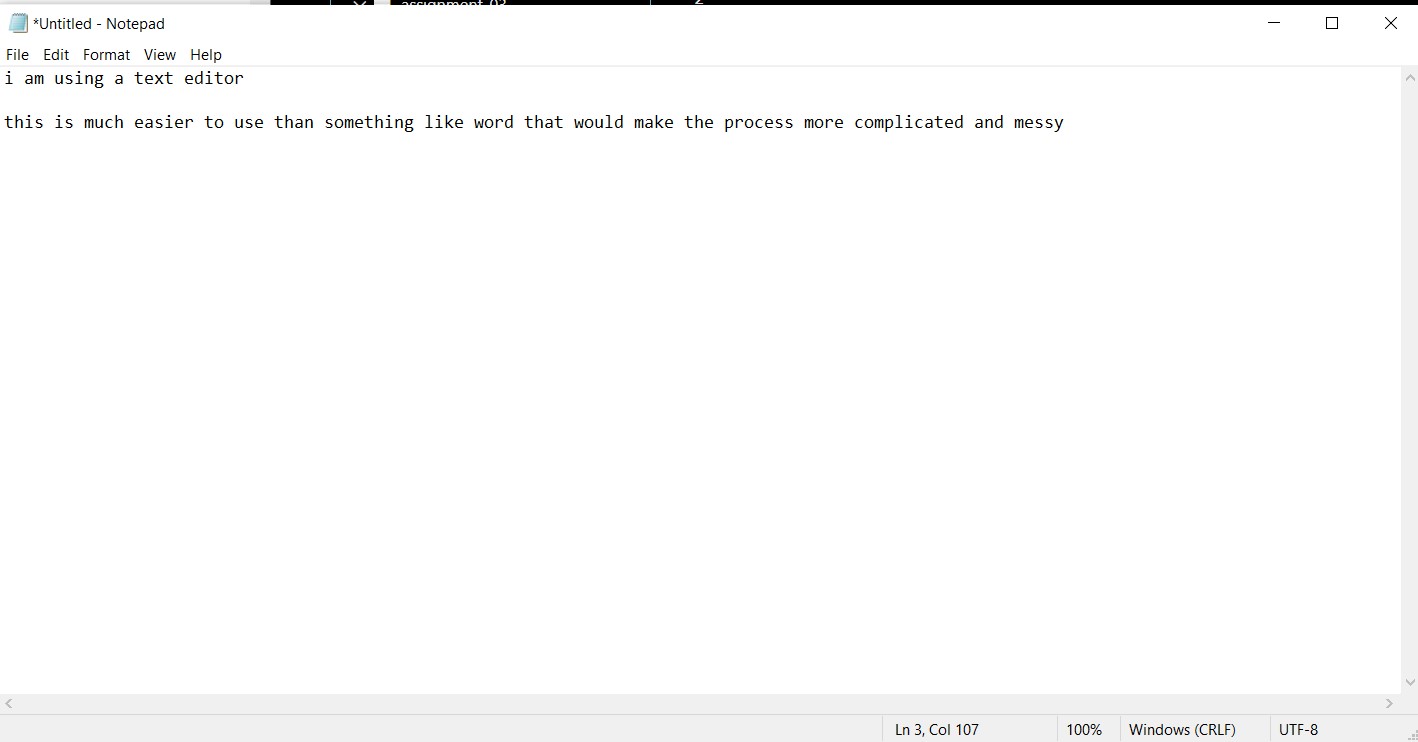 assignment_03
*Untitled - Notepad
File Edit Format View Help
i am using a text editor
this is much easier to use than something like word that would make the process more complicated and messy
Ln 3, Col 107 100% Windows (CRLF) UTF-8